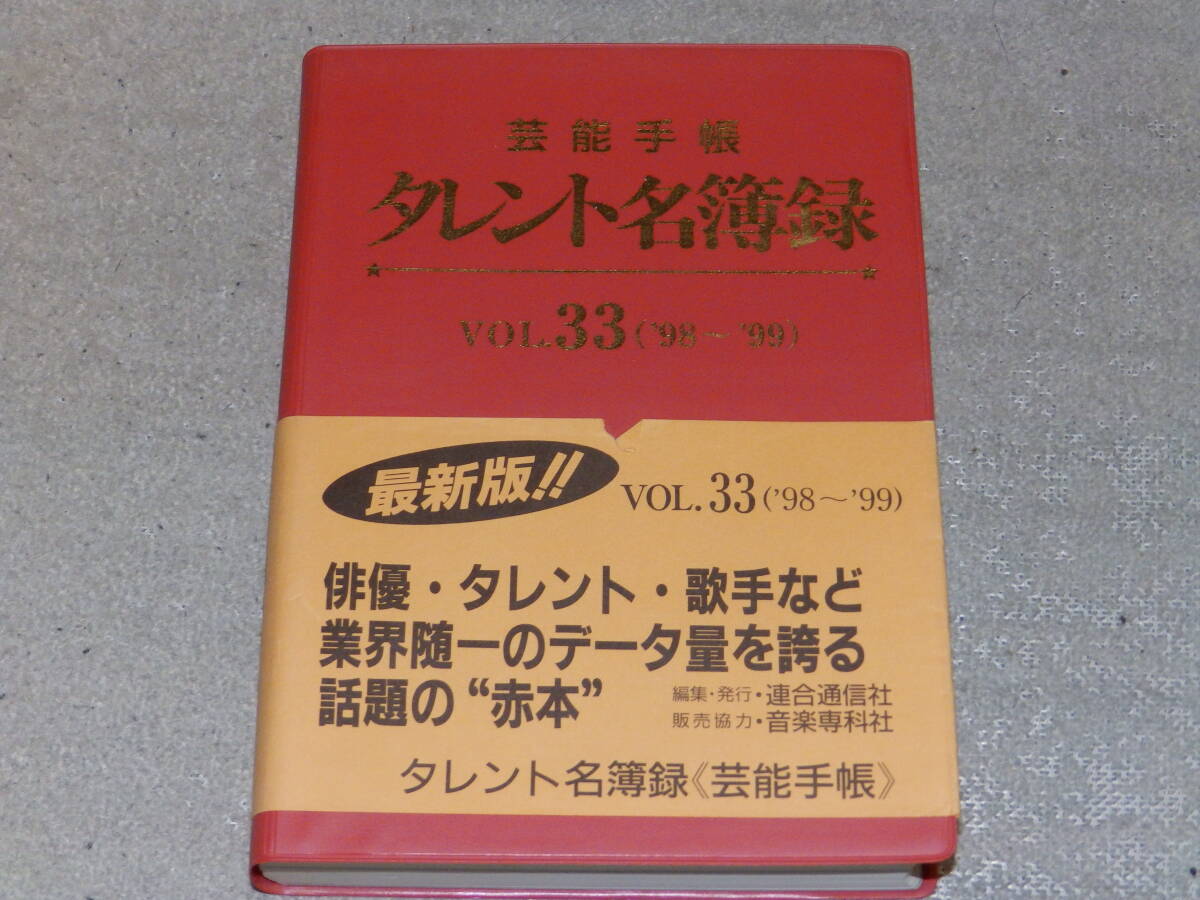 芸能手帳
タレント名簿録
VOL.33('98～'99)
最新版!!
VOL. 33 ('98～'99)
俳優・タレント・歌手など
業界随一のデータ量を誇る
話題の“赤本”
編集・発行・連合通信社
販売協力・音楽専科社
タレント名簿録《芸能手帳》